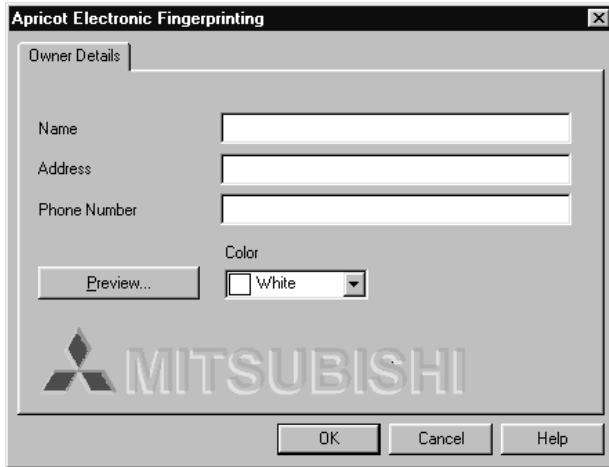 Apricot Electronic Fingerprinting
Owner Details
Name
Address
Phone Number
Color
Preview...
White
MITSUBISHI
OK
Cancel
Help